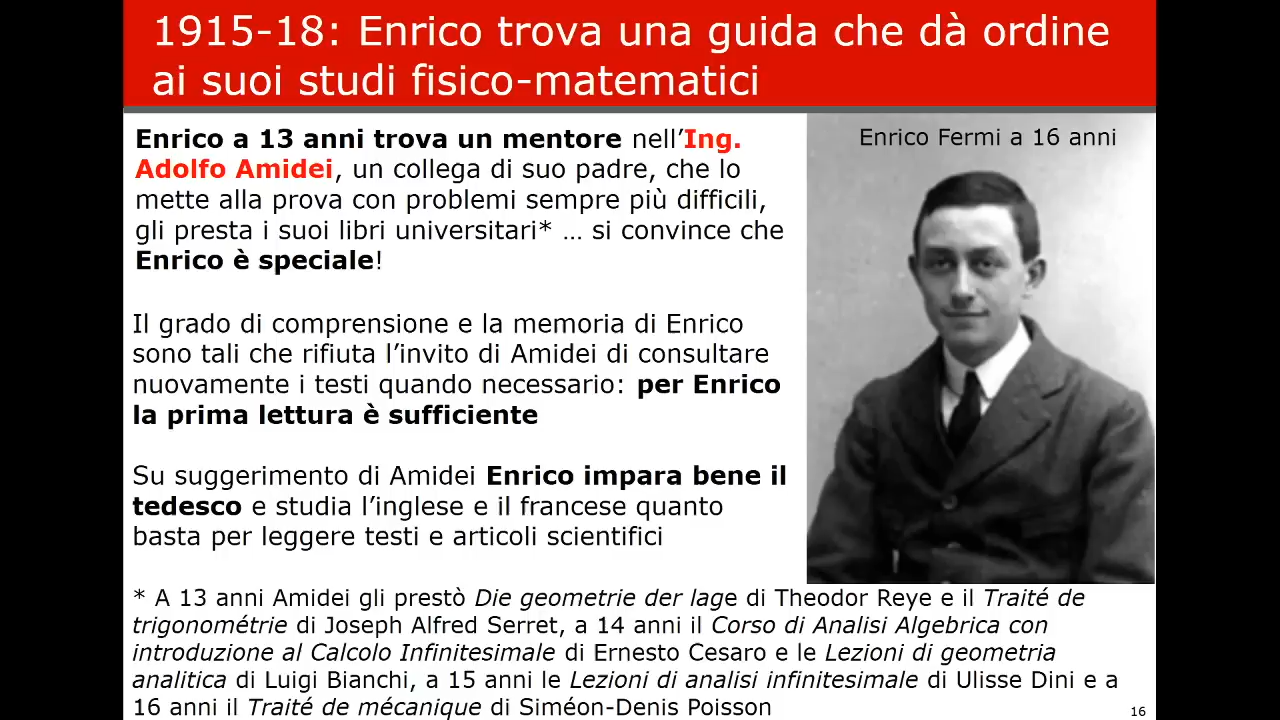 1915-18: Enrico trova una guida che dà ordine
ai suoi studi fisico-matematici
Enrico a 13 anni trova un mentore nell’Ing.
Adolfo Amidei, un collega di suo padre, che lo
mette alla prova con problemi sempre più difficili,
gli presta i suoi libri universitari* … si convince che
Enrico è speciale!
Il grado di comprensione e la memoria di Enrico
sono tali che rifiuta l’invito di Amidei di consultare
nuovamente i testi quando necessario: per Enrico
la prima lettura è sufficiente
Su suggerimento di Amidei Enrico impara bene il
tedesco e studia l’inglese e il francese quanto
basta per leggere testi e articoli scientifici
Enrico Fermi a 16 anni
* A 13 anni Amidei gli prestò Die geometrie der lage di Theodor Reye e il Traité de
trigonométrie di Joseph Alfred Serret, a 14 anni il Corso di Analisi Algebrica con
introduzione al Calcolo Infinitesimale di Ernesto Cesaro e le Lezioni di geometria
analitica di Luigi Bianchi, a 15 anni le Lezioni di analisi infinitesimale di Ulisse Dini e a
16 anni il Traité de mécanique di Siméon-Denis Poisson
16